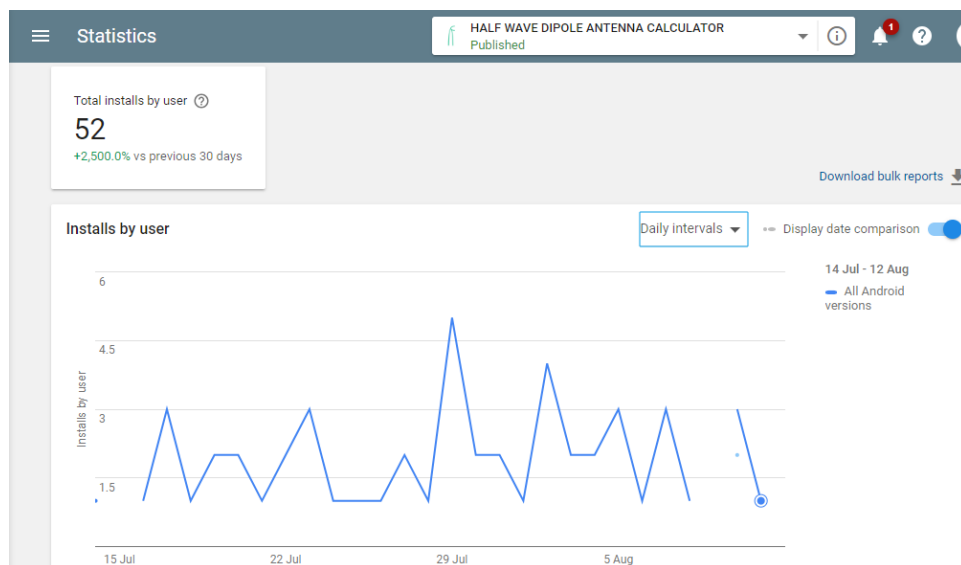 Statistics
HALF WAVE DIPOLE ANTENNA CALCULATOR
Published
1
Total installs by user
52
+2,500.0% vs previous 30 days
Download bulk reports
Installs by user
Daily intervals
Display date comparison
14 Jul - 12 Aug
All Android
versions
Installs by user
6
4.5
3
1.5
15 Jul
22 Jul
29 Jul
5 Aug